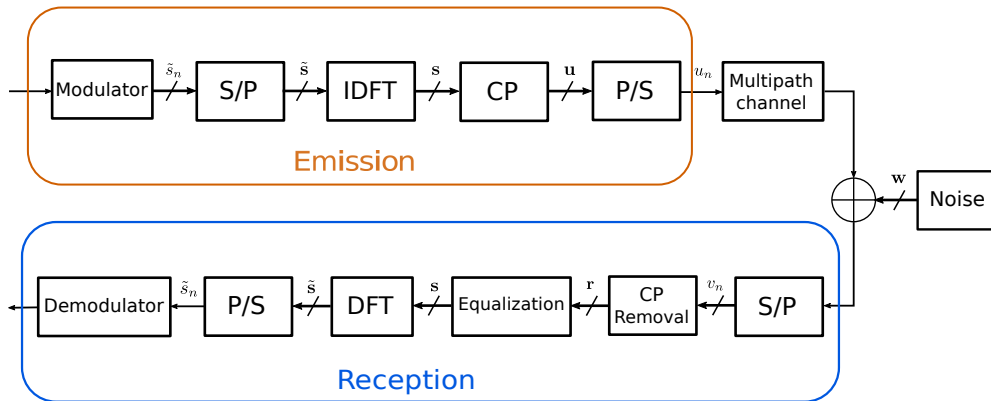 Modulator
s̃ₙ
S/P
s̃
IDFT
s
CP
u
P/S
uₙ
Multipath
channel
Emission
w
Noise
Demodulator
s̃ₙ
P/S
s̃
DFT
s
Equalization
r
CP
Removal
vₙ
S/P
Reception